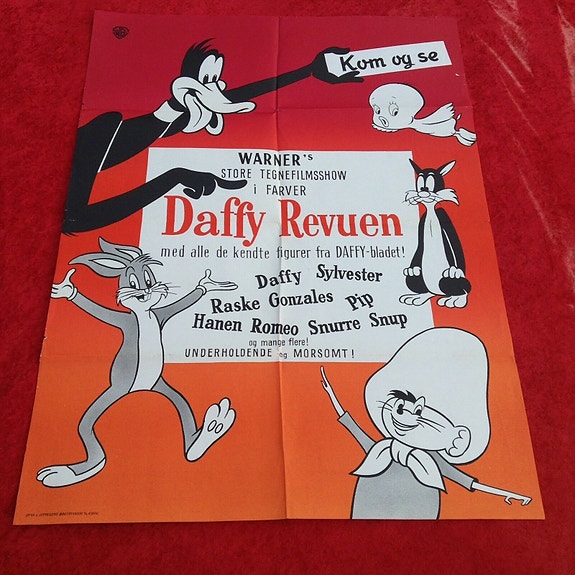 WB
Kom og se
WARNER's
STORE TEGNEFILMSSHOW
i FARVER
Daffy Revuen
med alle de kendte figurer fra DAFFY-bladet!
Daffy Sylvester
Raske Gonzales Pip
Hanen Romeo Snurre Snup
og mange flere!
UNDERHOLDENDE og MORSOMT!